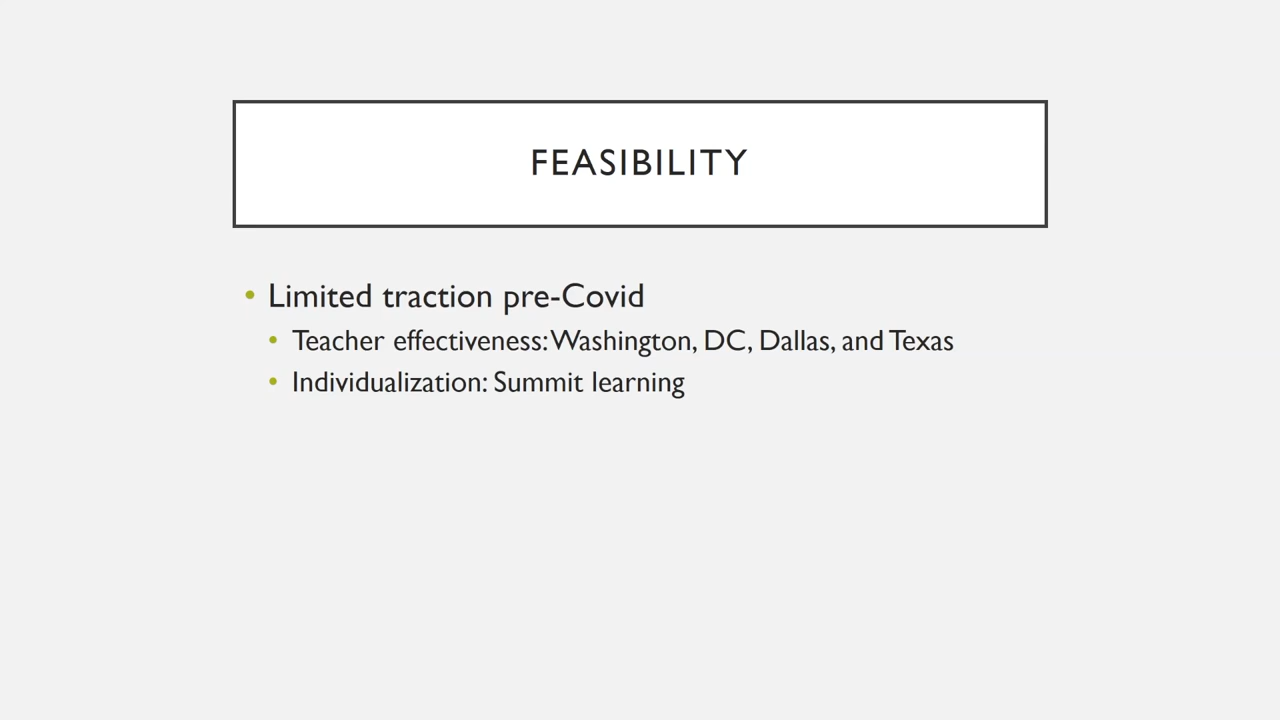 FEASIBILITY
• Limited traction pre-Covid
• Teacher effectiveness: Washington, DC, Dallas, and Texas
• Individualization: Summit learning